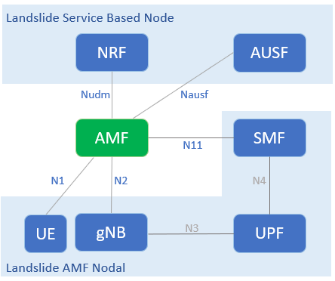 Landslide Service Based Node
NRF
AUSF
Nudm
Nausf
AMF
SMF
N11
N1
N2
N4
UE
gNB
N3
UPF
Landslide AMF Nodal